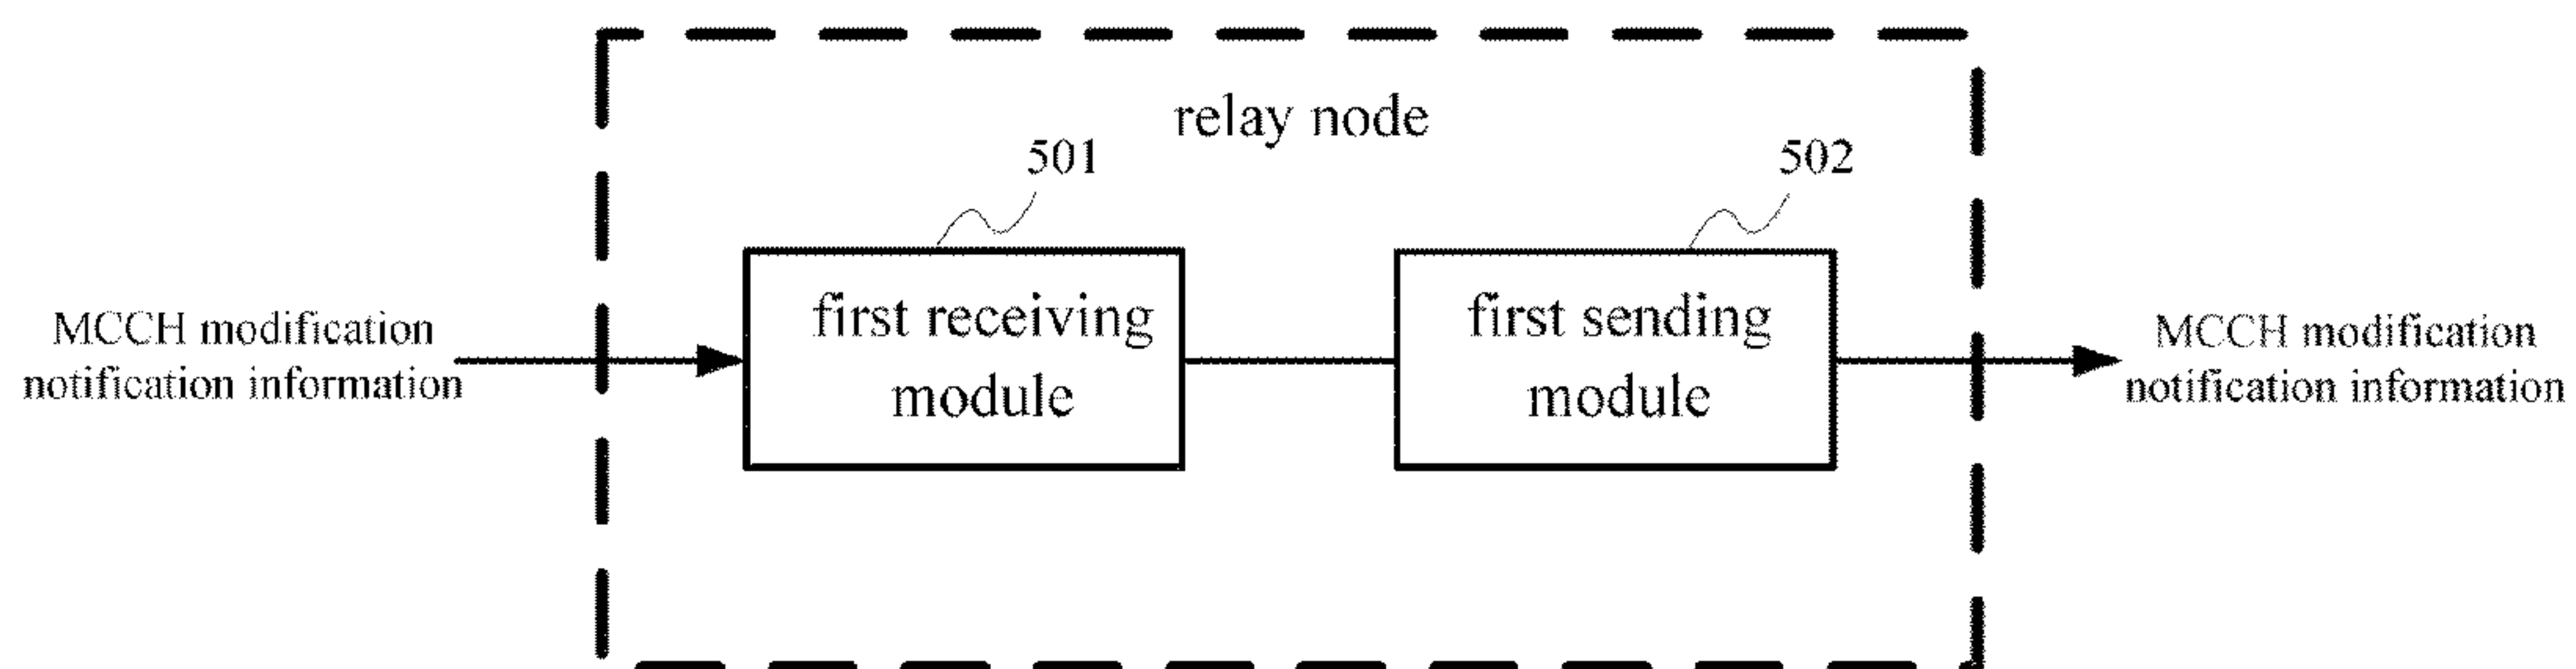 relay node
501
502
MCCH modification
notification information
first receiving
module
first sending
module
MCCH modification
notification information